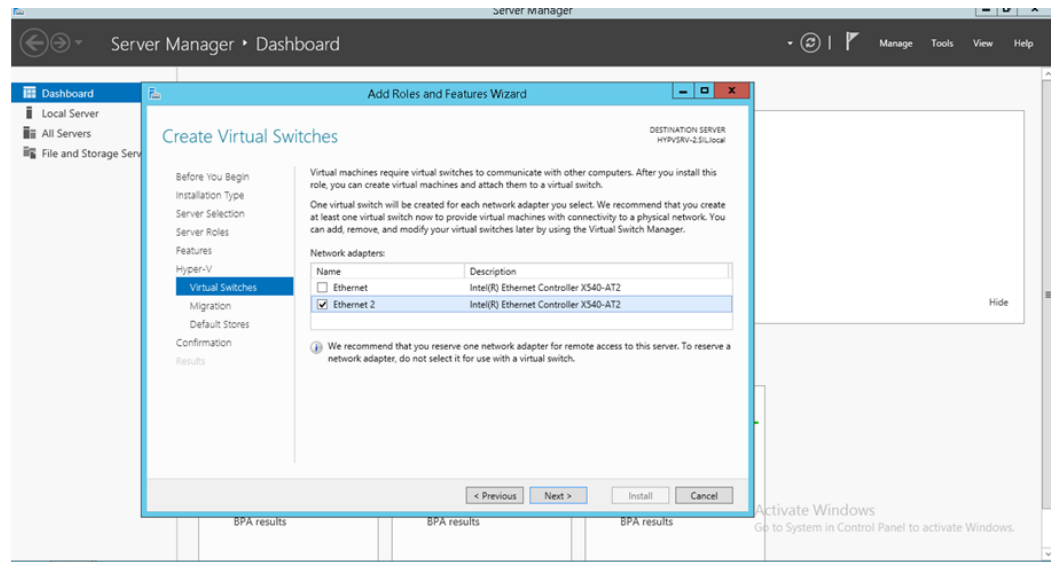 Server Manager
Server Manager • Dashboard
Manage Tools View Help
Dashboard
Local Server
All Servers
File and Storage Serv
Add Roles and Features Wizard
Create Virtual Switches
DESTINATION SERVER
HYPVSRV-2.SIL.local
Before You Begin
Installation Type
Server Selection
Server Roles
Features
Hyper-V
Virtual Switches
Migration
Default Stores
Confirmation
Results
Virtual machines require virtual switches to communicate with other computers. After you install this
role, you can create virtual machines and attach them to a virtual switch.
One virtual switch will be created for each network adapter you select. We recommend that you create
at least one virtual switch now to provide virtual machines with connectivity to a physical network. You
can add, remove, and modify your virtual switches later by using the Virtual Switch Manager.
Network adapters:
Name Description
Ethernet Intel(R) Ethernet Controller X540-AT2
Ethernet 2 Intel(R) Ethernet Controller X540-AT2
We recommend that you reserve one network adapter for remote access to this server. To reserve a
network adapter, do not select it for use with a virtual switch.
Hide
< Previous Next > Install Cancel
BPA results BPA results BPA results
Activate Windows
Go to System in Control Panel to activate Windows.